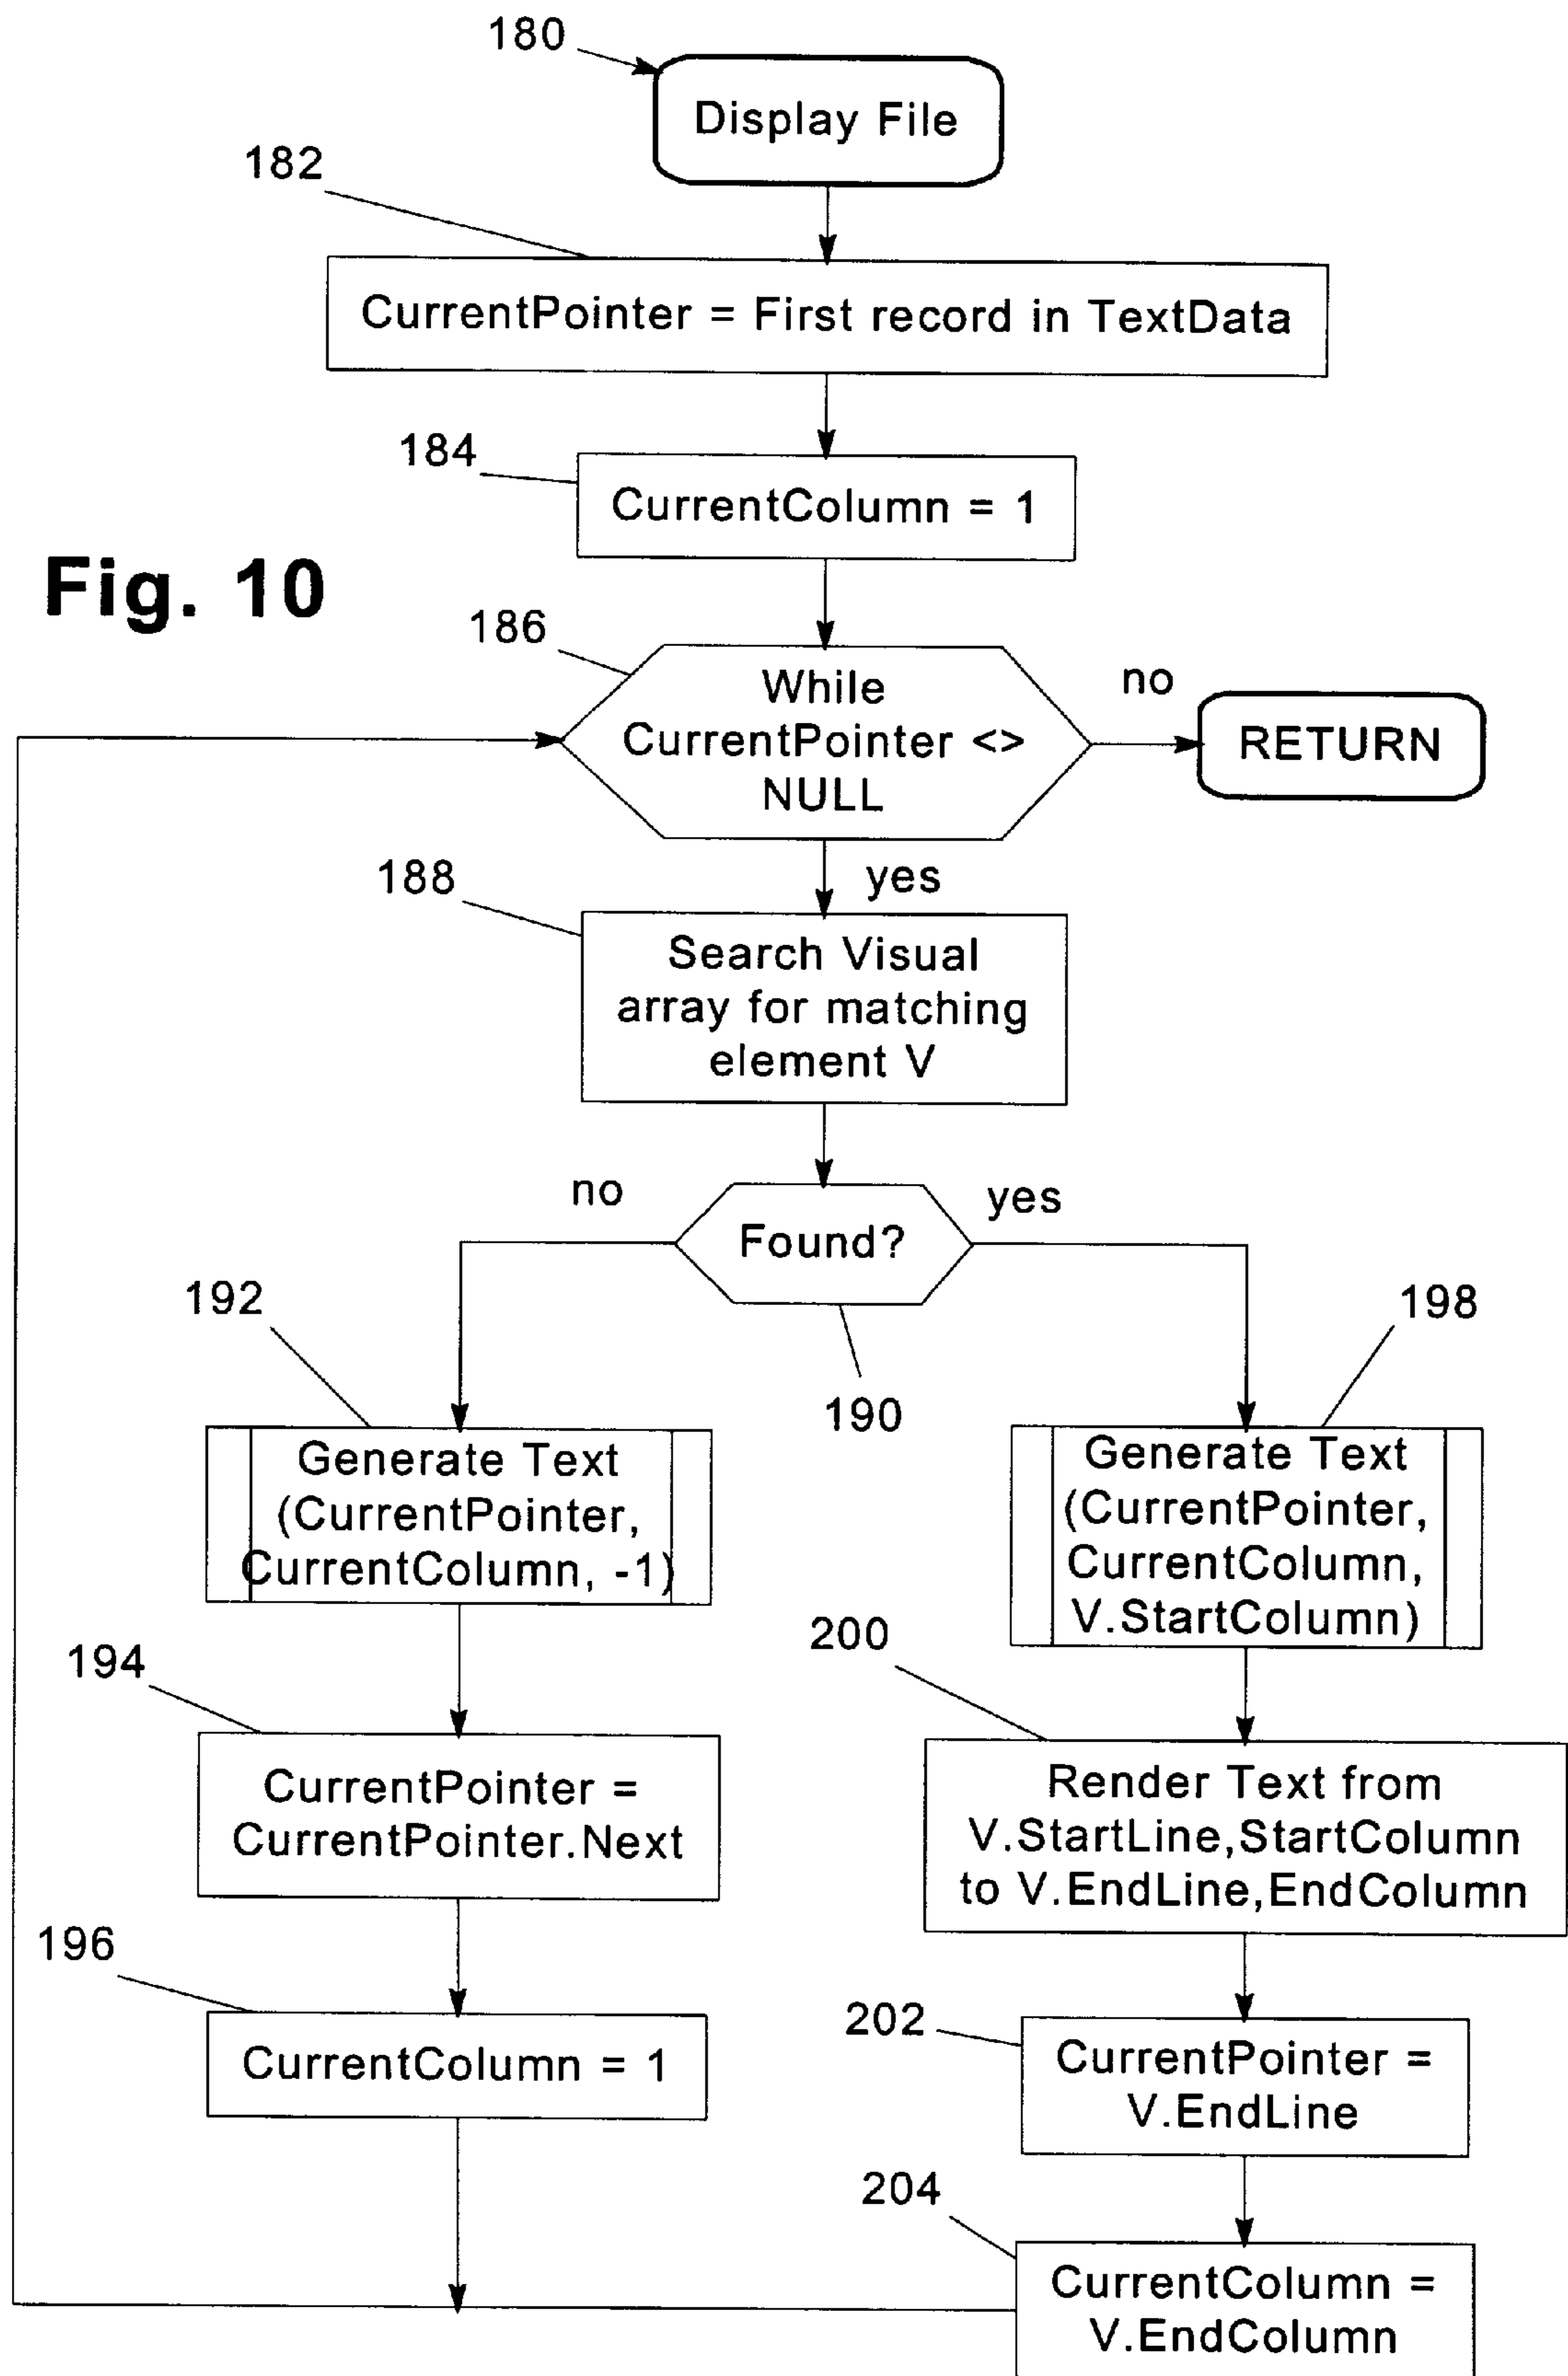 180
Display File
182
CurrentPointer = First record in TextData
184
CurrentColumn = 1
Fig. 10
186
While
CurrentPointer <>
NULL
no
RETURN
yes
188
Search Visual
array for matching
element V
no
yes
Found?
190
192
Generate Text
(CurrentPointer,
CurrentColumn, -1)
194
CurrentPointer =
CurrentPointer.Next
196
CurrentColumn = 1
198
Generate Text
(CurrentPointer,
CurrentColumn,
V.StartColumn)
200
Render Text from
V.StartLine,StartColumn
to V.EndLine,EndColumn
202
CurrentPointer =
V.EndLine
204
CurrentColumn =
V.EndColumn